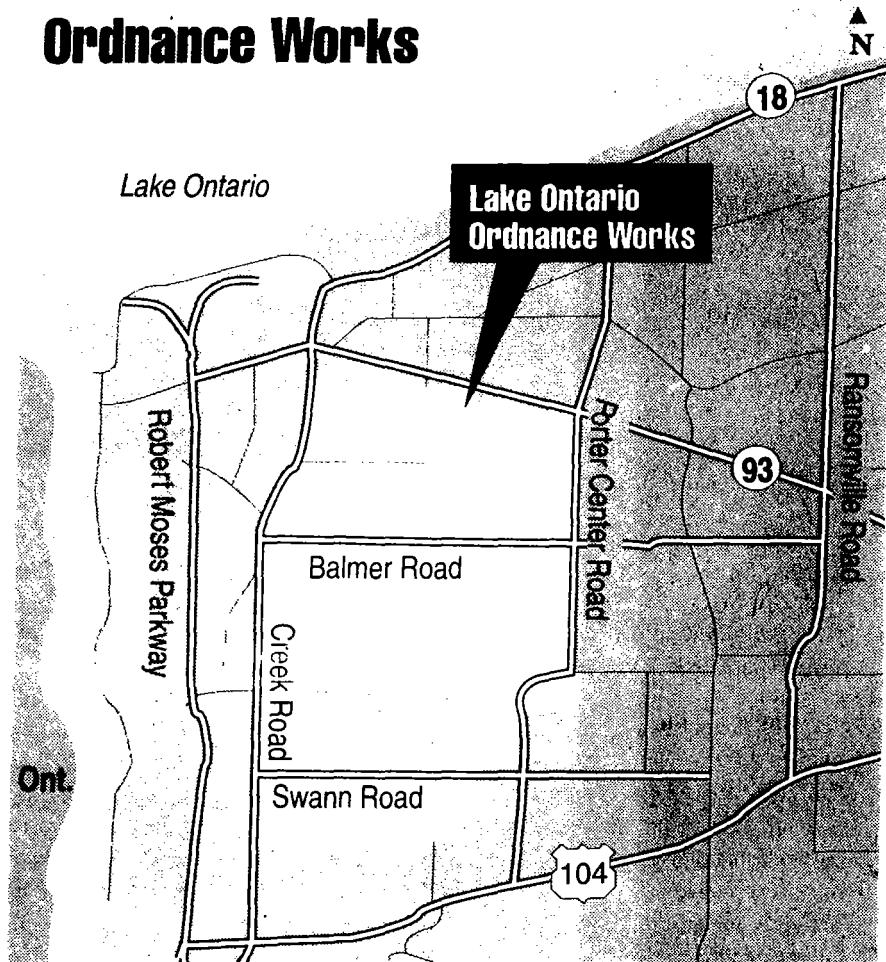 Ordnance Works
N
18
Lake Ontario
Lake Ontario
Ordnance Works
Robert Moses Parkway
Porter Center Road
Ransomville Road
93
Balmer Road
Creek Road
Ont.
Swann Road
104